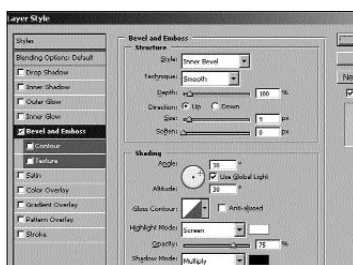 Layer Style
Styles
Blending Options: Default
Drop Shadow
Inner Shadow
Outer Glow
Inner Glow
Bevel and Emboss
Contour
Texture
Satin
Color Overlay
Gradient Overlay
Pattern Overlay
Stroke
Bevel and Emboss
Structure
Style: Inner Bevel
Technique: Smooth
Depth: 100 %
Direction: Up Down
Size: px
Soften: px
Shading
Angle: °
Use Global Light
Altitude: 30 °
Gloss Contour: Anti-aliased
Highlight Mode: Screen
Opacity: 75 %
Shadow Mode: Multiply